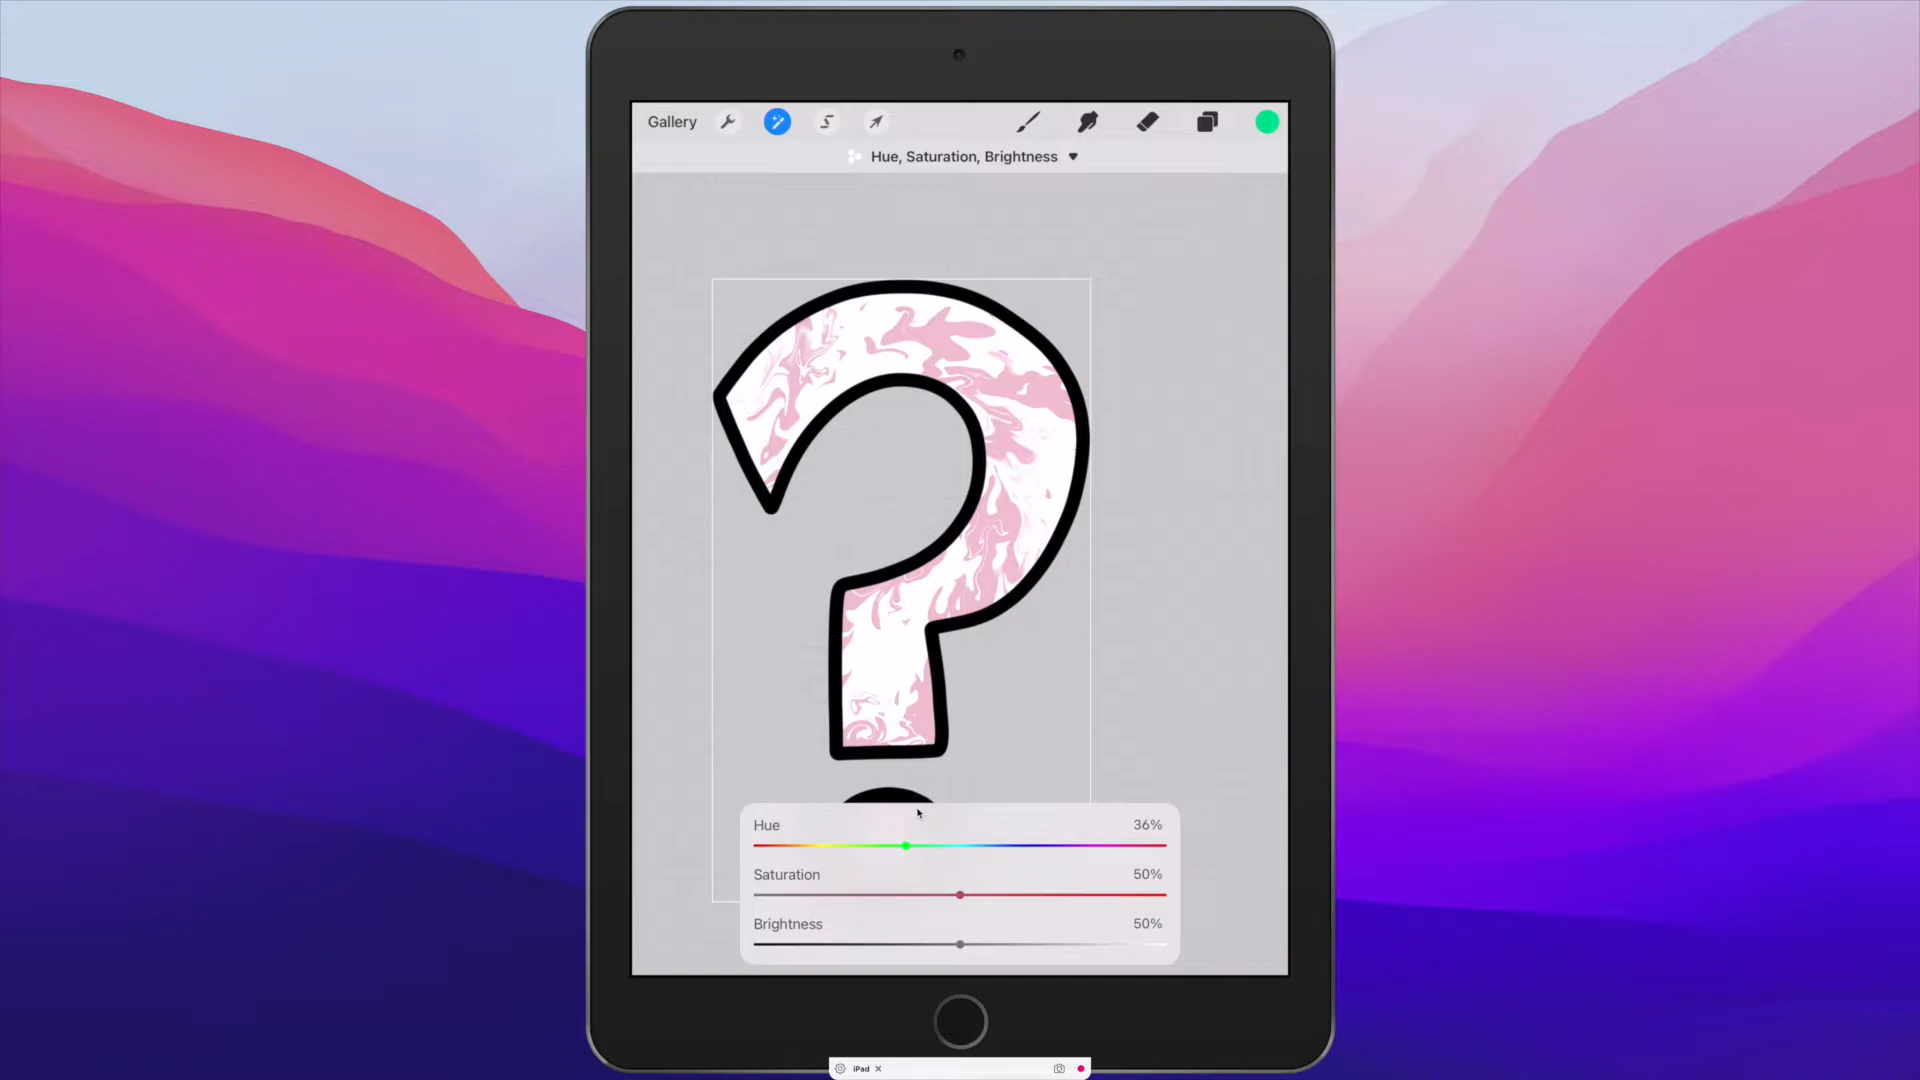 Gallery
Hue, Saturation, Brightness
?
Hue 36%
Saturation 50%
Brightness 50%
iPad